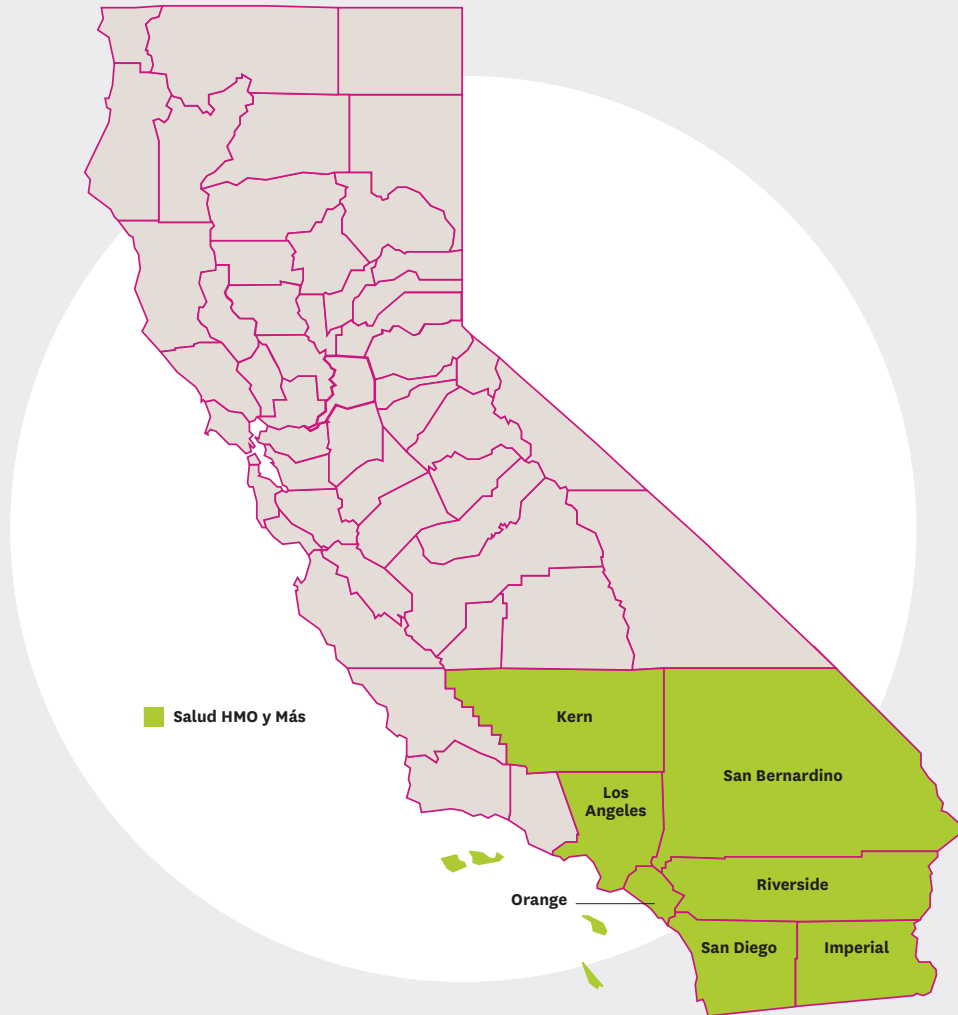 Salud HMO y Más
Kern
San Bernardino
Los
Angeles
Riverside
Orange
San Diego
Imperial